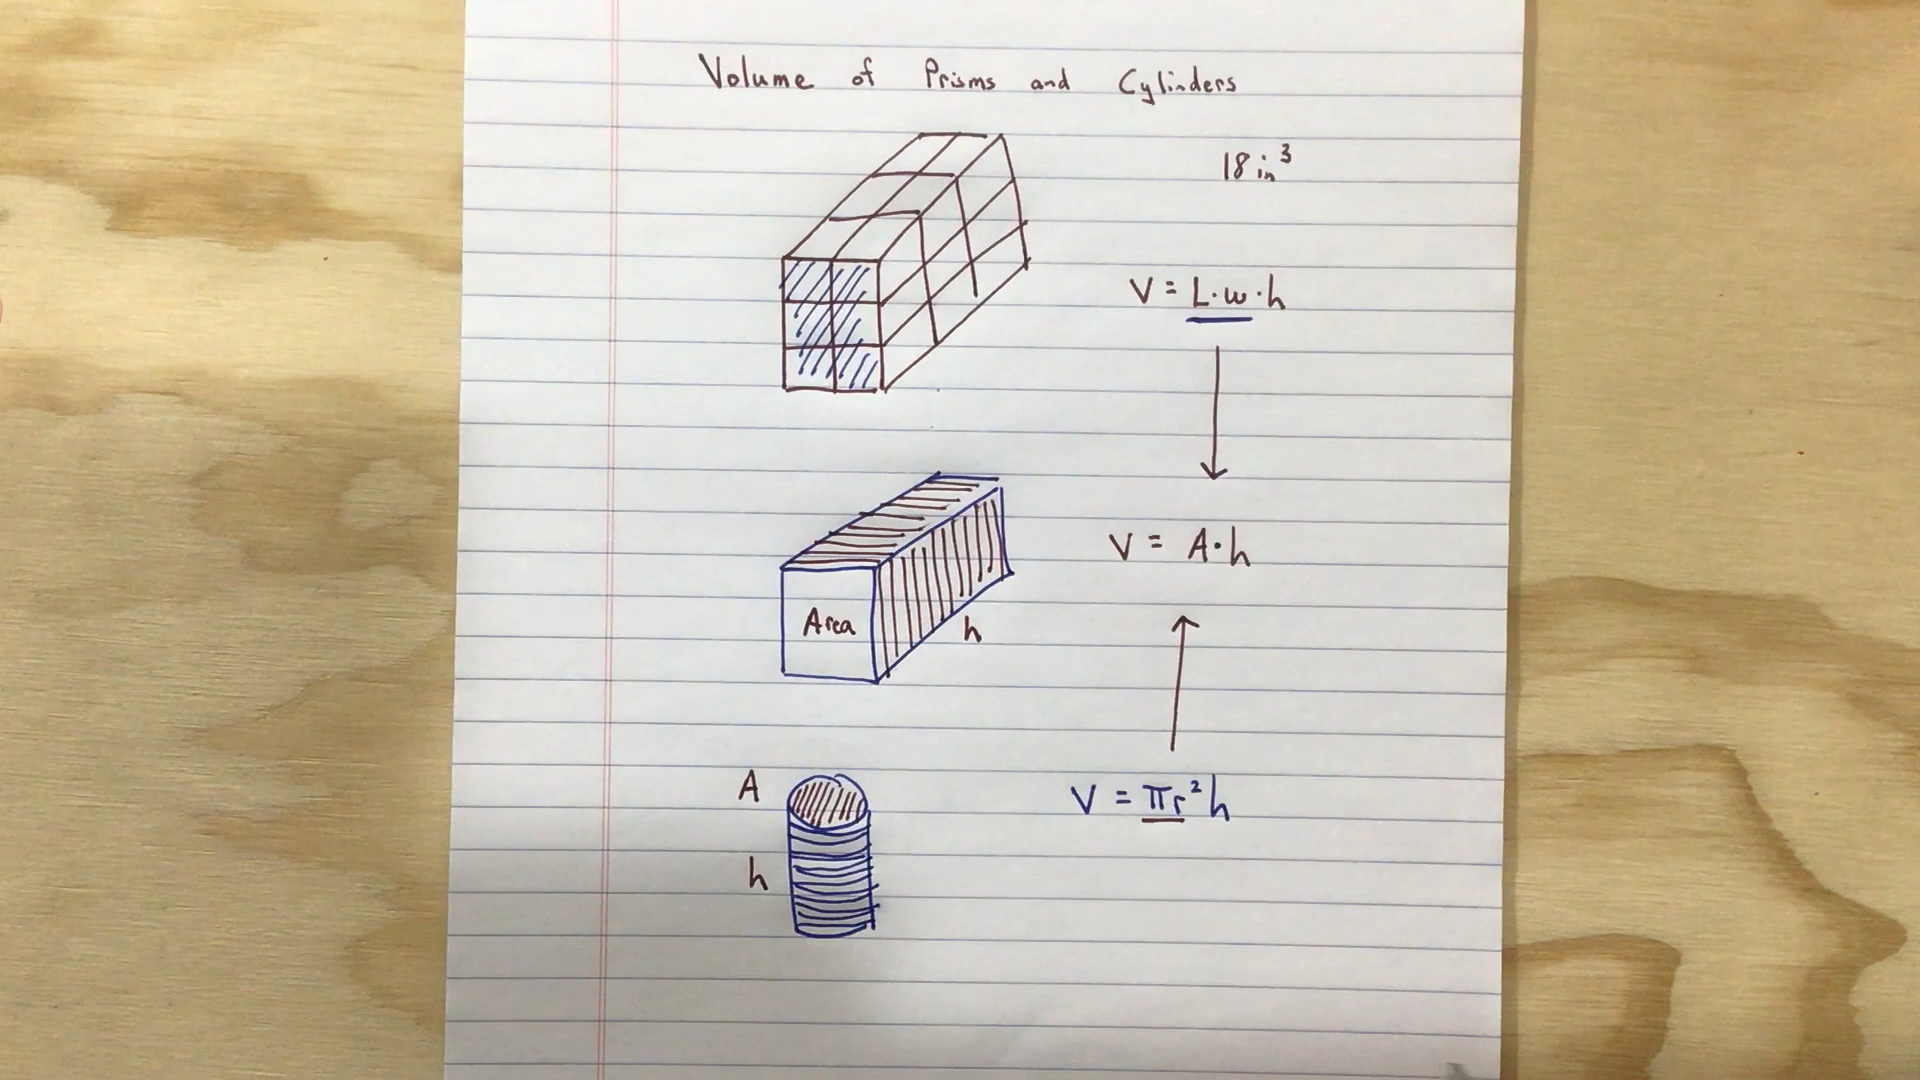 Volume of Prisms and Cylinders
18 in³
V = L·w·h
V = A·h
Area
h
A
V = πr²h
h